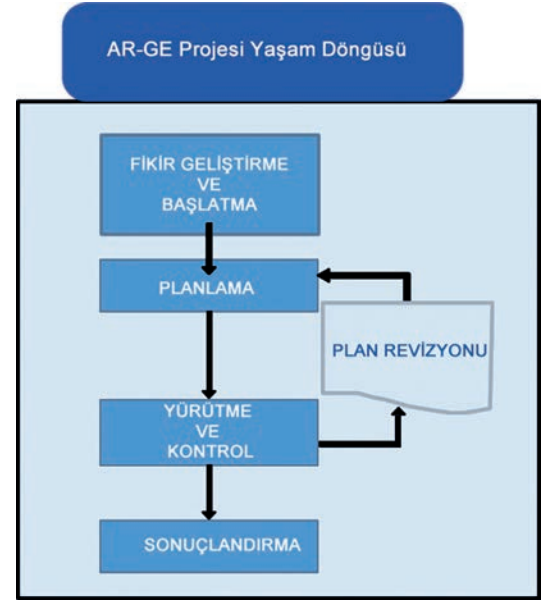 AR-GE Projesi Yaşam Döngüsü
FİKİR GELİŞTİRME
VE
BAŞLATMA
PLANLAMA
PLAN REVİZYONU
YÜRÜTME
VE
KONTROL
SONUÇLANDIRMA